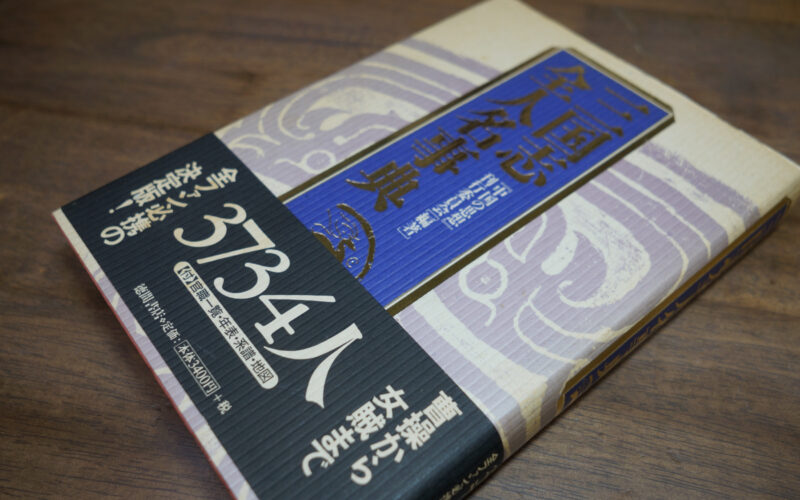 三国志
全人名事典
「中国の思想」
刊行委員会 編著
曹操から
女賊まで
3734人
【付】官職一覧・年表・系譜・地図
全ファン必携の
決定版!
徳間書店◆定価:本体3400円+税